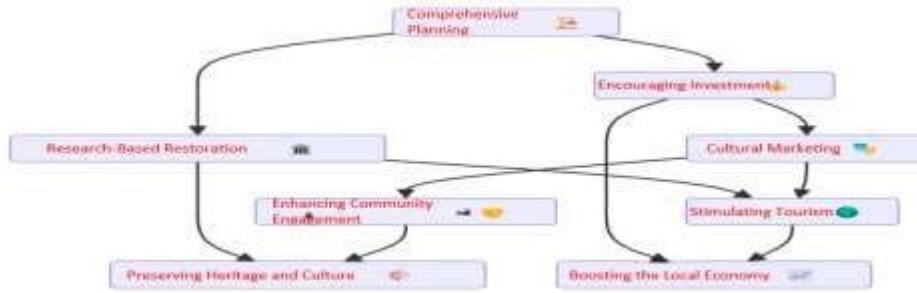 Comprehensive
Planning
Encouraging Investment
Research-Based Restoration
Cultural Marketing
Enhancing Community
Engagement
Stimulating Tourism
Preserving Heritage and Culture
Boosting the Local Economy